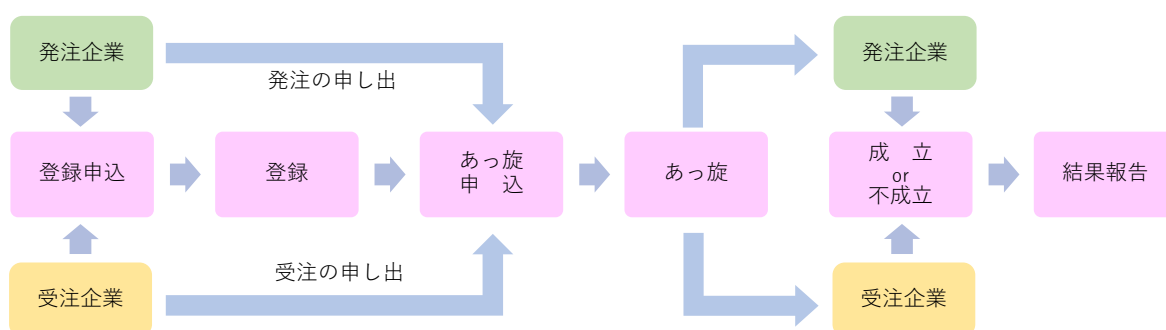 発注企業
発注企業
発注の申し出
登録申込
登録
あっ旋
申　込
あっ旋
成　立
or
不成立
結果報告
受注の申し出
受注企業
受注企業